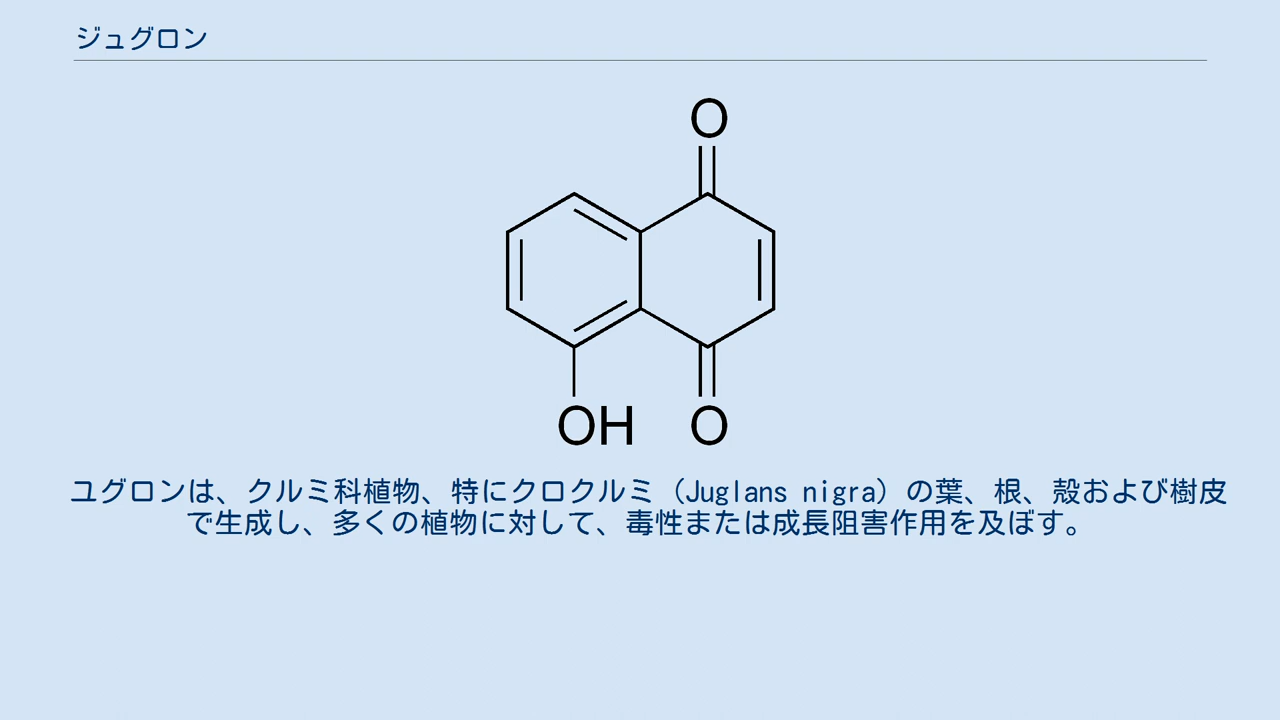 ジュグロン
O
OH
O
ユグロンは、クルミ科植物、特にクロクルミ（Juglans nigra）の葉、根、殻および樹皮
で生成し、多くの植物に対して、毒性または成長阻害作用を及ぼす。